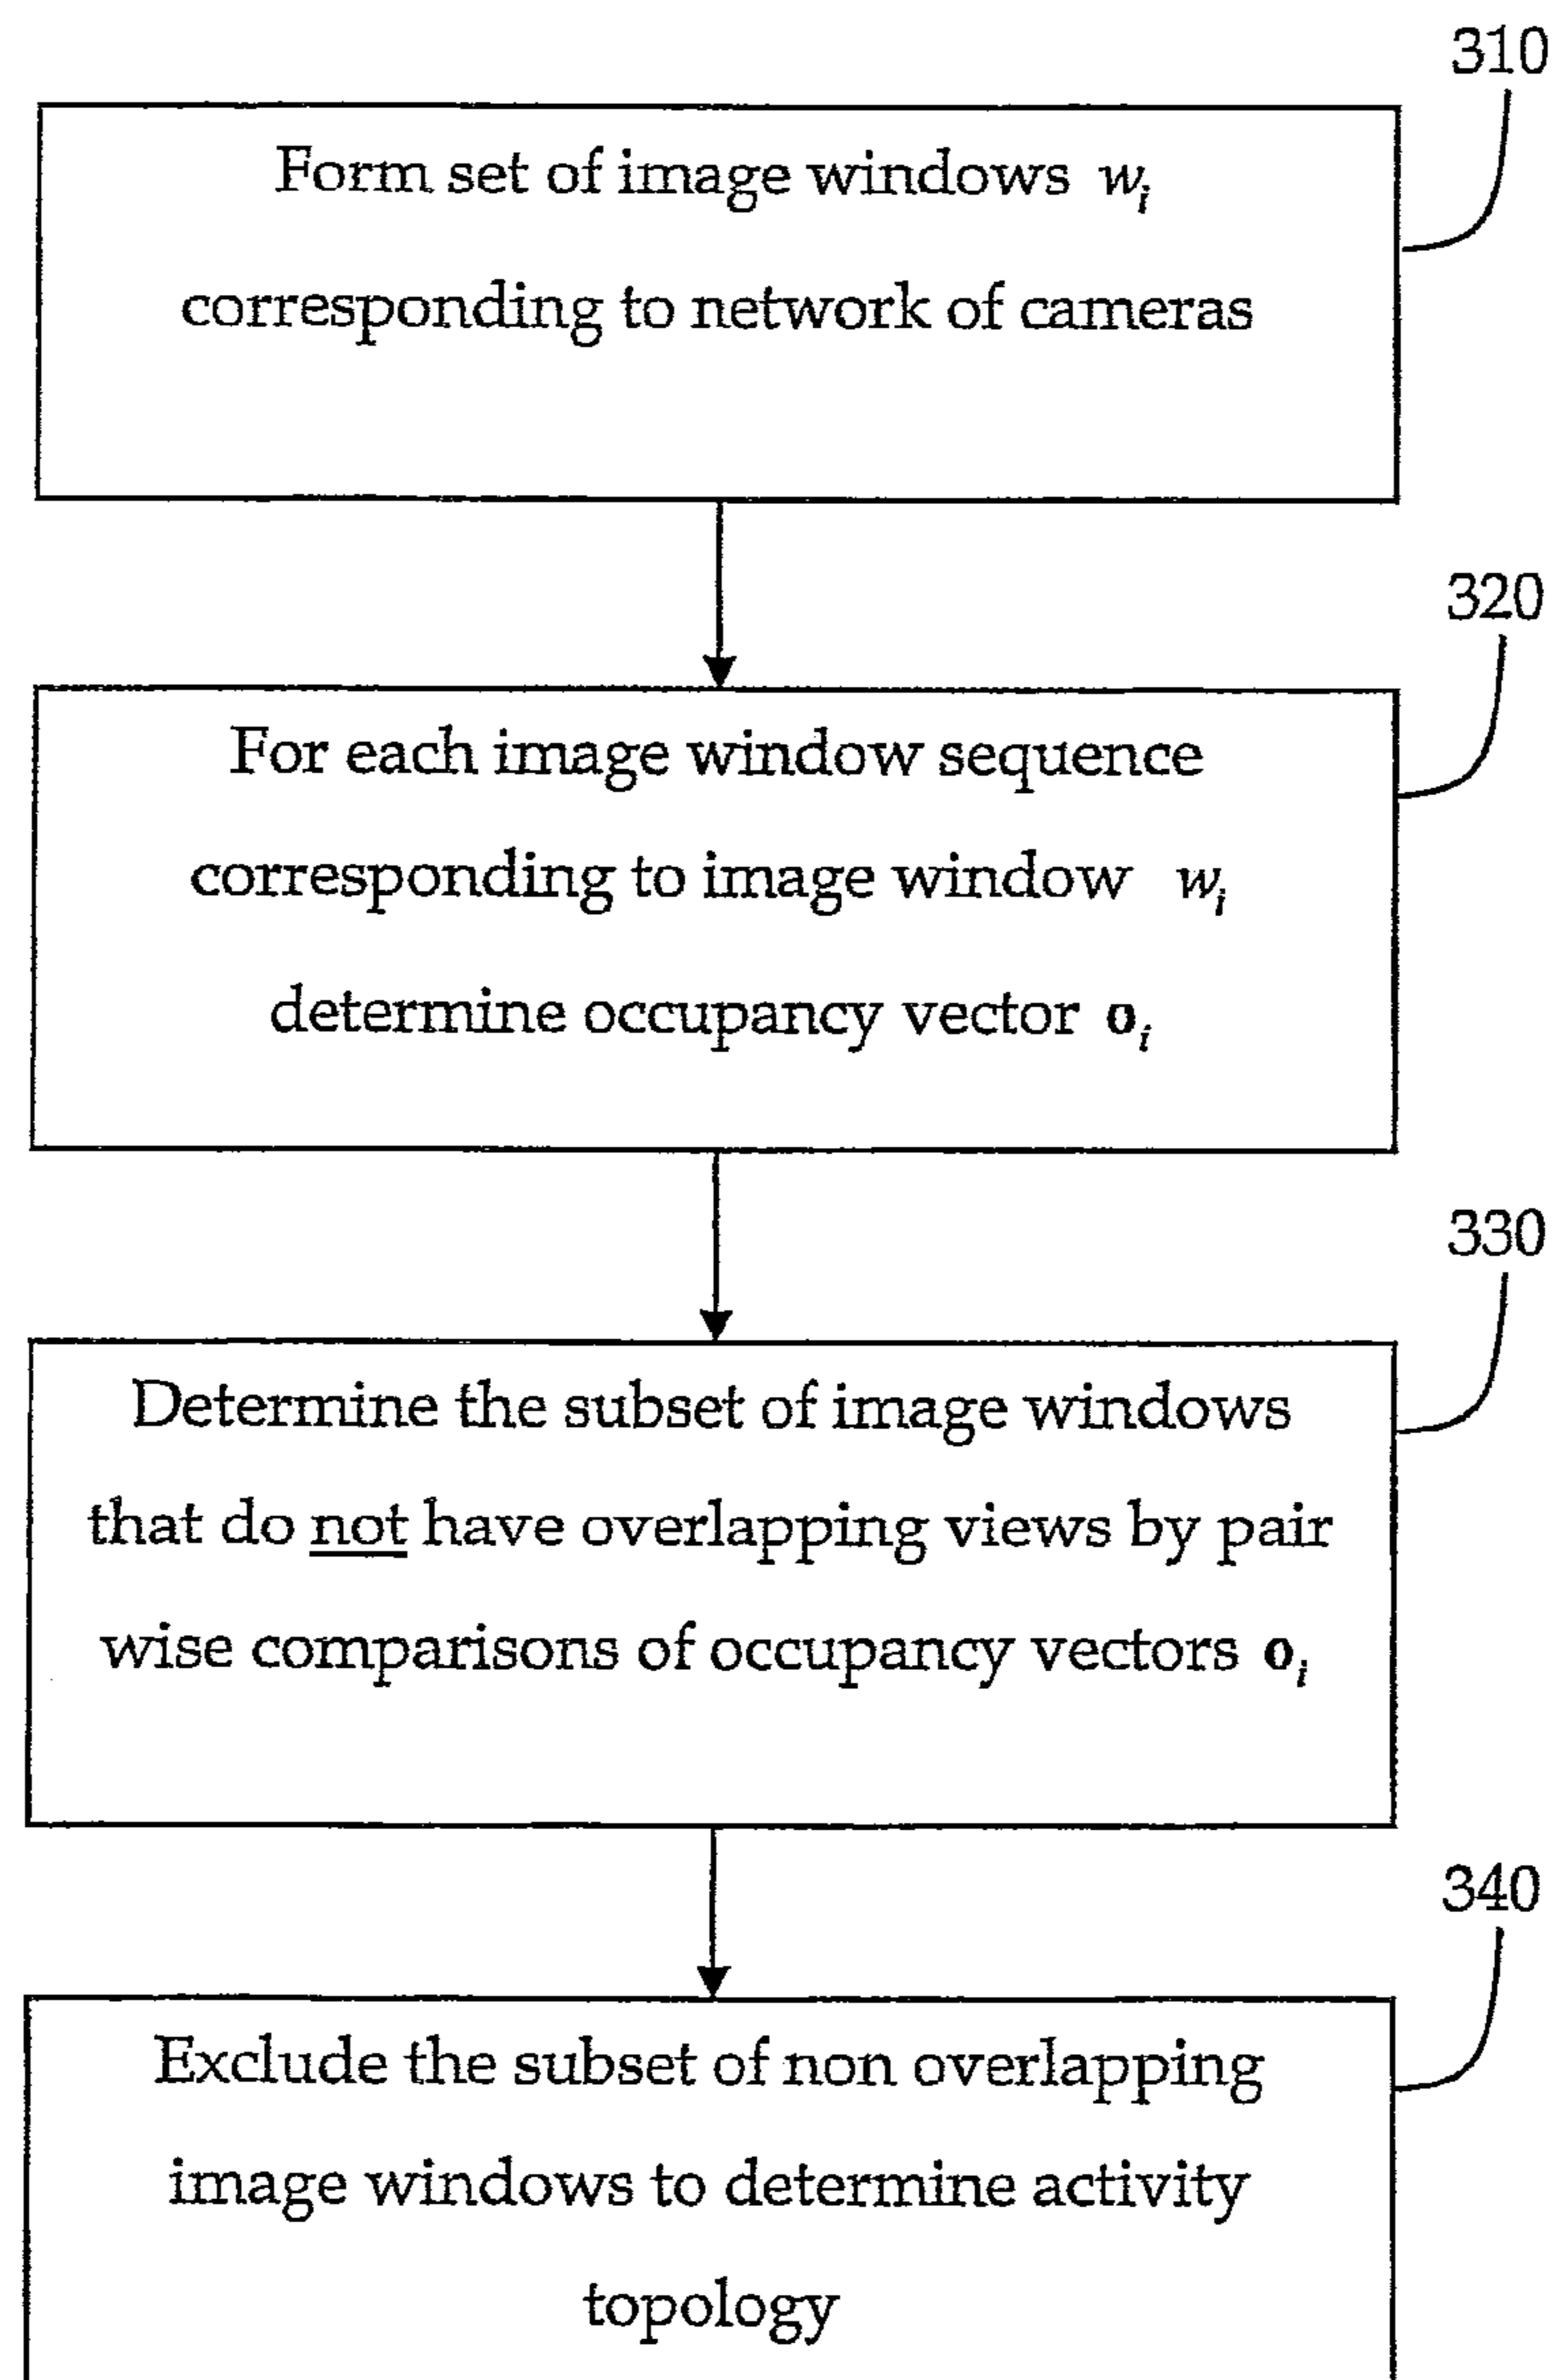 310
Form set of image windows wᵢ
corresponding to network of cameras
320
For each image window sequence
corresponding to image window wᵢ
determine occupancy vector oᵢ
330
Determine the subset of image windows
that do not have overlapping views by pair
wise comparisons of occupancy vectors oᵢ
340
Exclude the subset of non overlapping
image windows to determine activity
topology